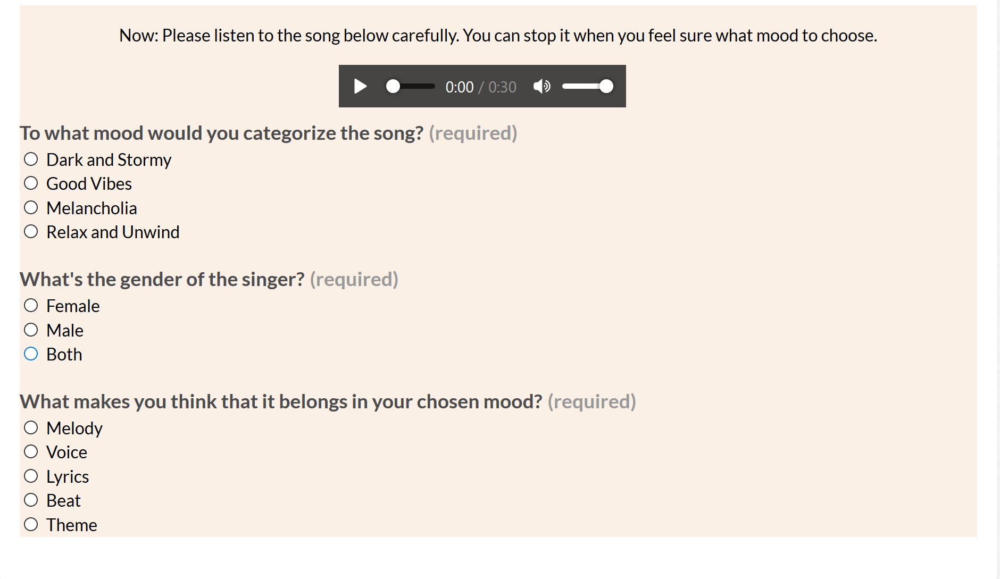 Now: Please listen to the song below carefully. You can stop it when you feel sure what mood to choose.
0:00 / 0:30
To what mood would you categorize the song? (required)
Dark and Stormy
Good Vibes
Melancholia
Relax and Unwind
What's the gender of the singer? (required)
Female
Male
Both
What makes you think that it belongs in your chosen mood? (required)
Melody
Voice
Lyrics
Beat
Theme